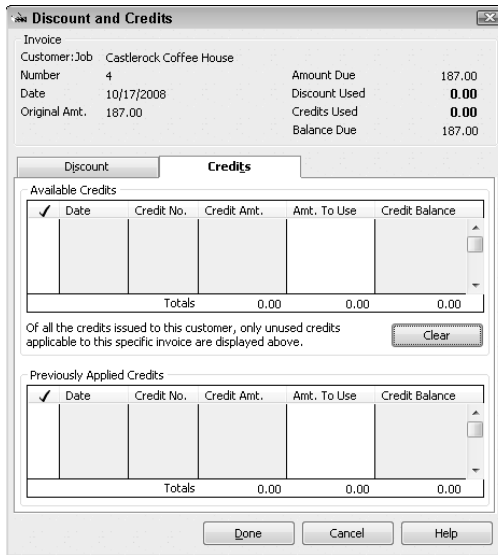 Discount and Credits
Invoice
Customer:Job Castlerock Coffee House
Number 4 Amount Due 187.00
Date 10/17/2008 Discount Used 0.00
Original Amt. 187.00 Credits Used 0.00
Balance Due 187.00
Discount Credits
Available Credits
✓ Date Credit No. Credit Amt. Amt. To Use Credit Balance
Totals 0.00 0.00 0.00
Of all the credits issued to this customer, only unused credits
applicable to this specific invoice are displayed above. Clear
Previously Applied Credits
✓ Date Credit No. Credit Amt. Amt. To Use Credit Balance
Totals 0.00 0.00 0.00
Done Cancel Help